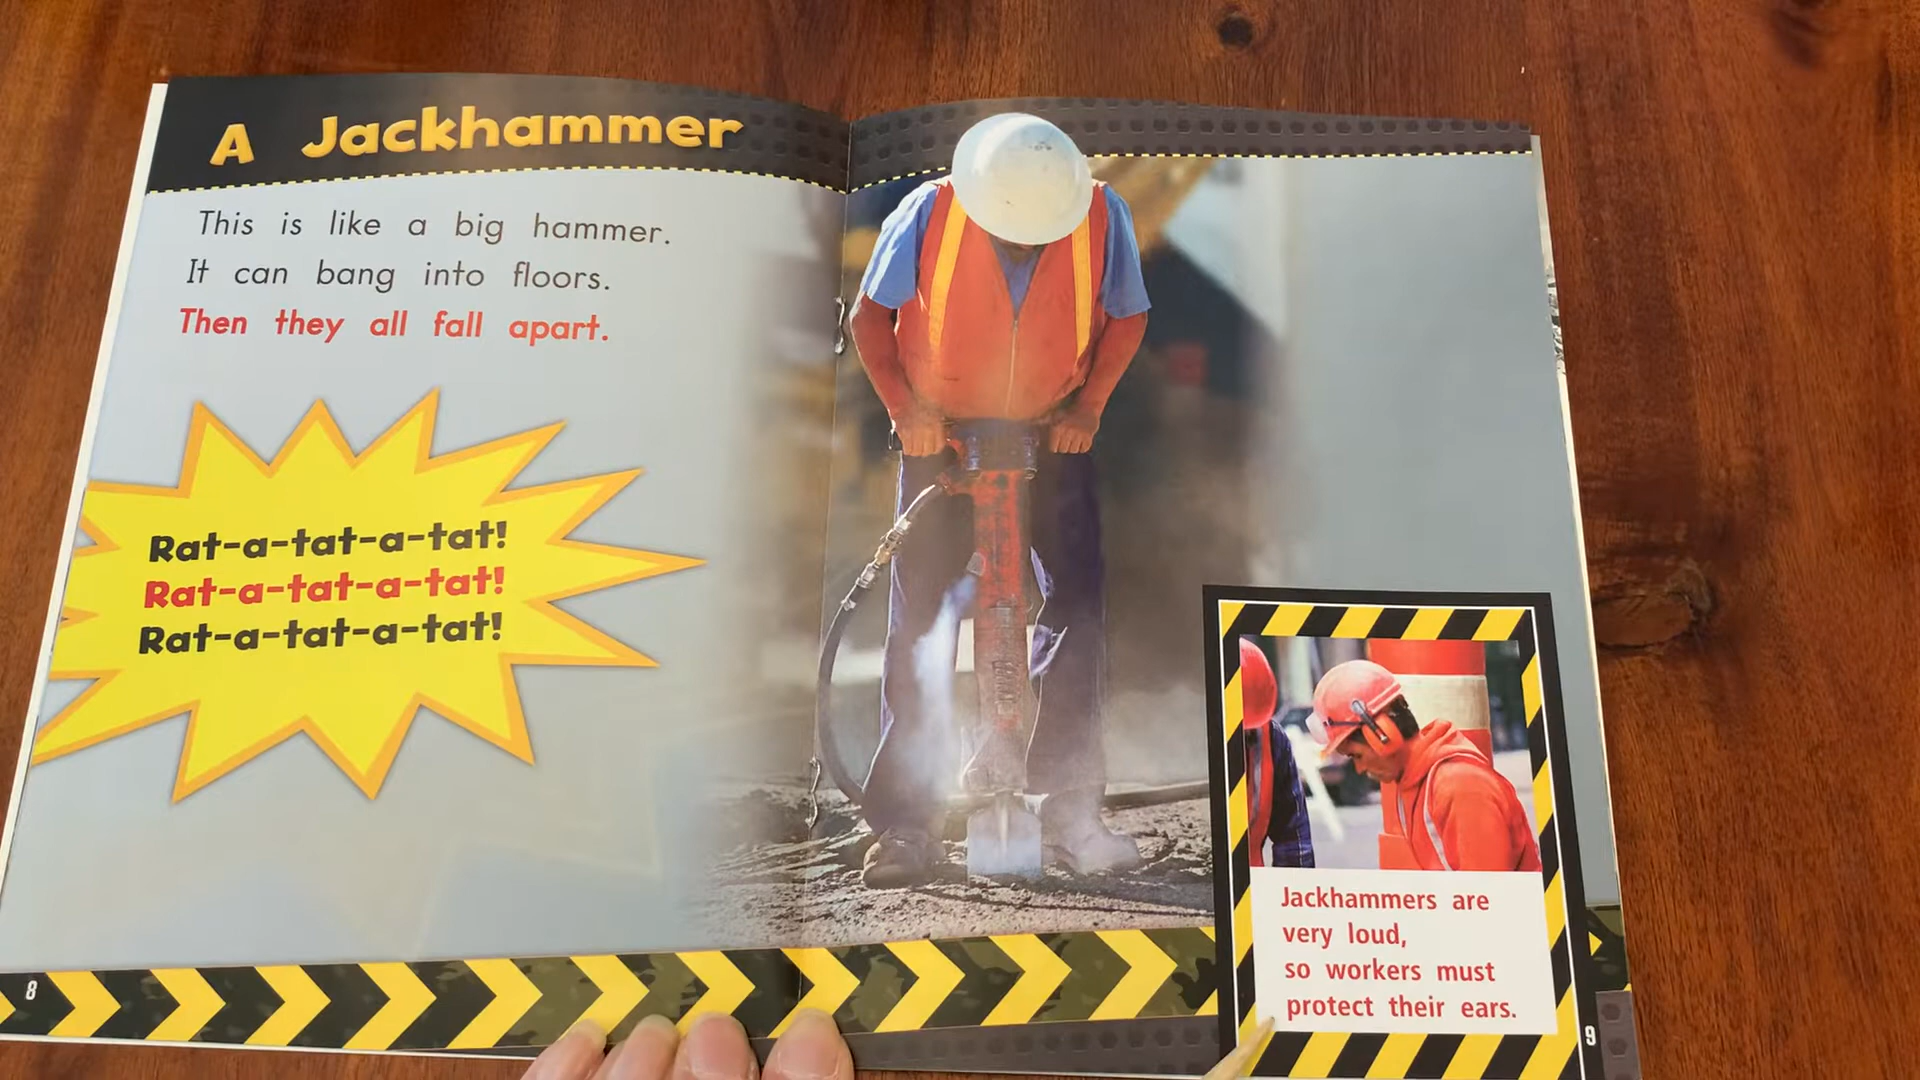 A Jackhammer
This is like a big hammer.
It can bang into floors.
Then they all fall apart.
Rat-a-tat-a-tat!
Rat-a-tat-a-tat!
Rat-a-tat-a-tat!
8
Jackhammers are
very loud,
so workers must
protect their ears.
9